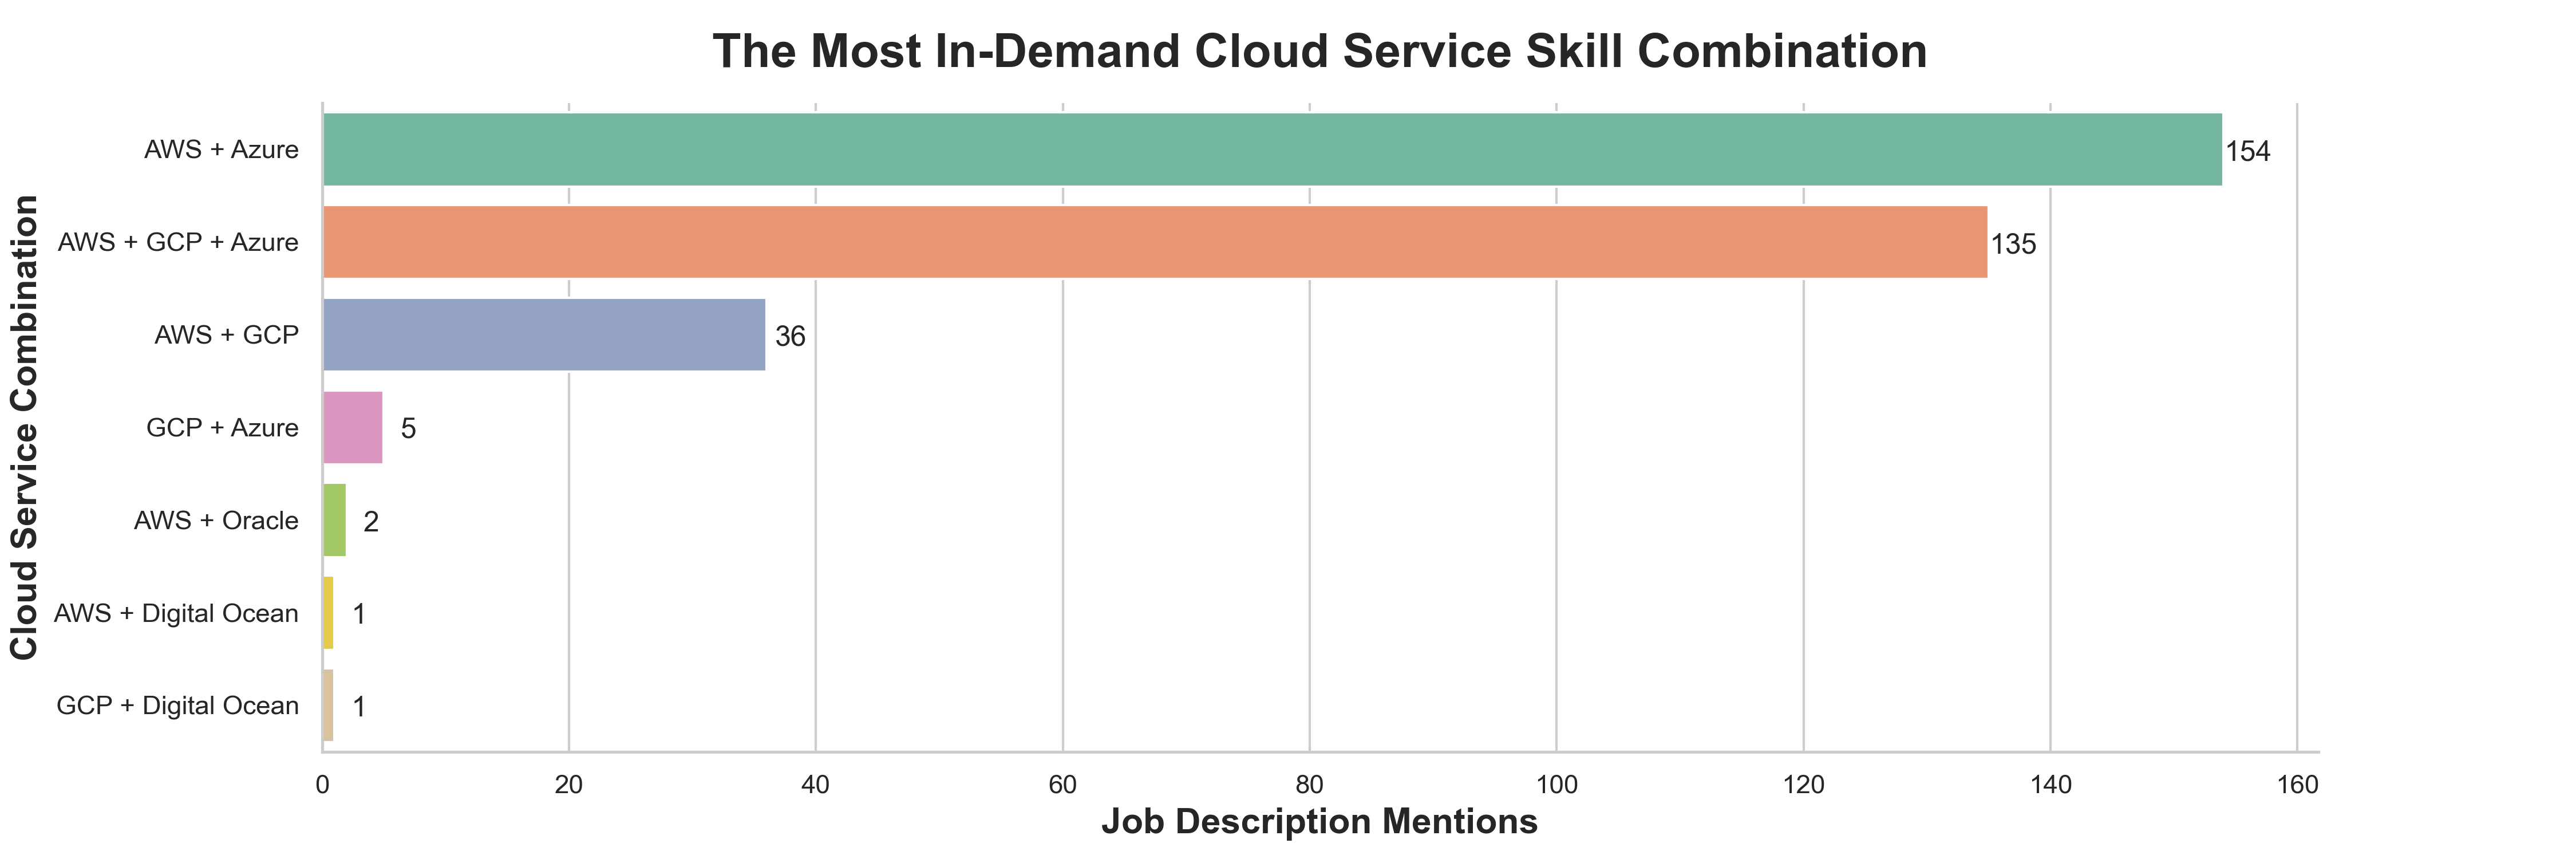 The Most In-Demand Cloud Service Skill Combination
Cloud Service Combination
AWS + Azure
154
AWS + GCP + Azure
135
AWS + GCP
36
GCP + Azure
5
AWS + Oracle
2
AWS + Digital Ocean
1
GCP + Digital Ocean
1
0 20 40 60 80 100 120 140 160
Job Description Mentions